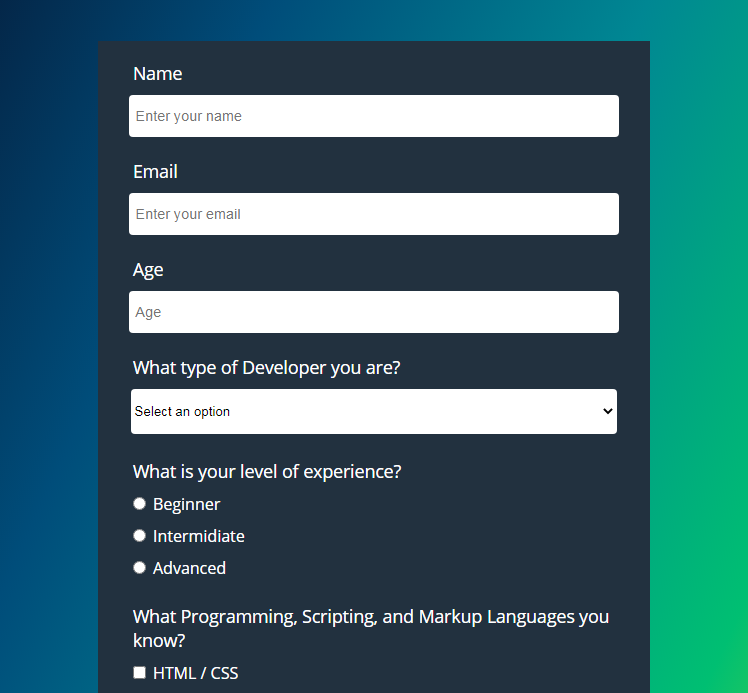 Name
Enter your name
Email
Enter your email
Age
Age
What type of Developer you are?
Select an option
What is your level of experience?
Beginner
Intermidiate
Advanced
What Programming, Scripting, and Markup Languages you
know?
HTML / CSS